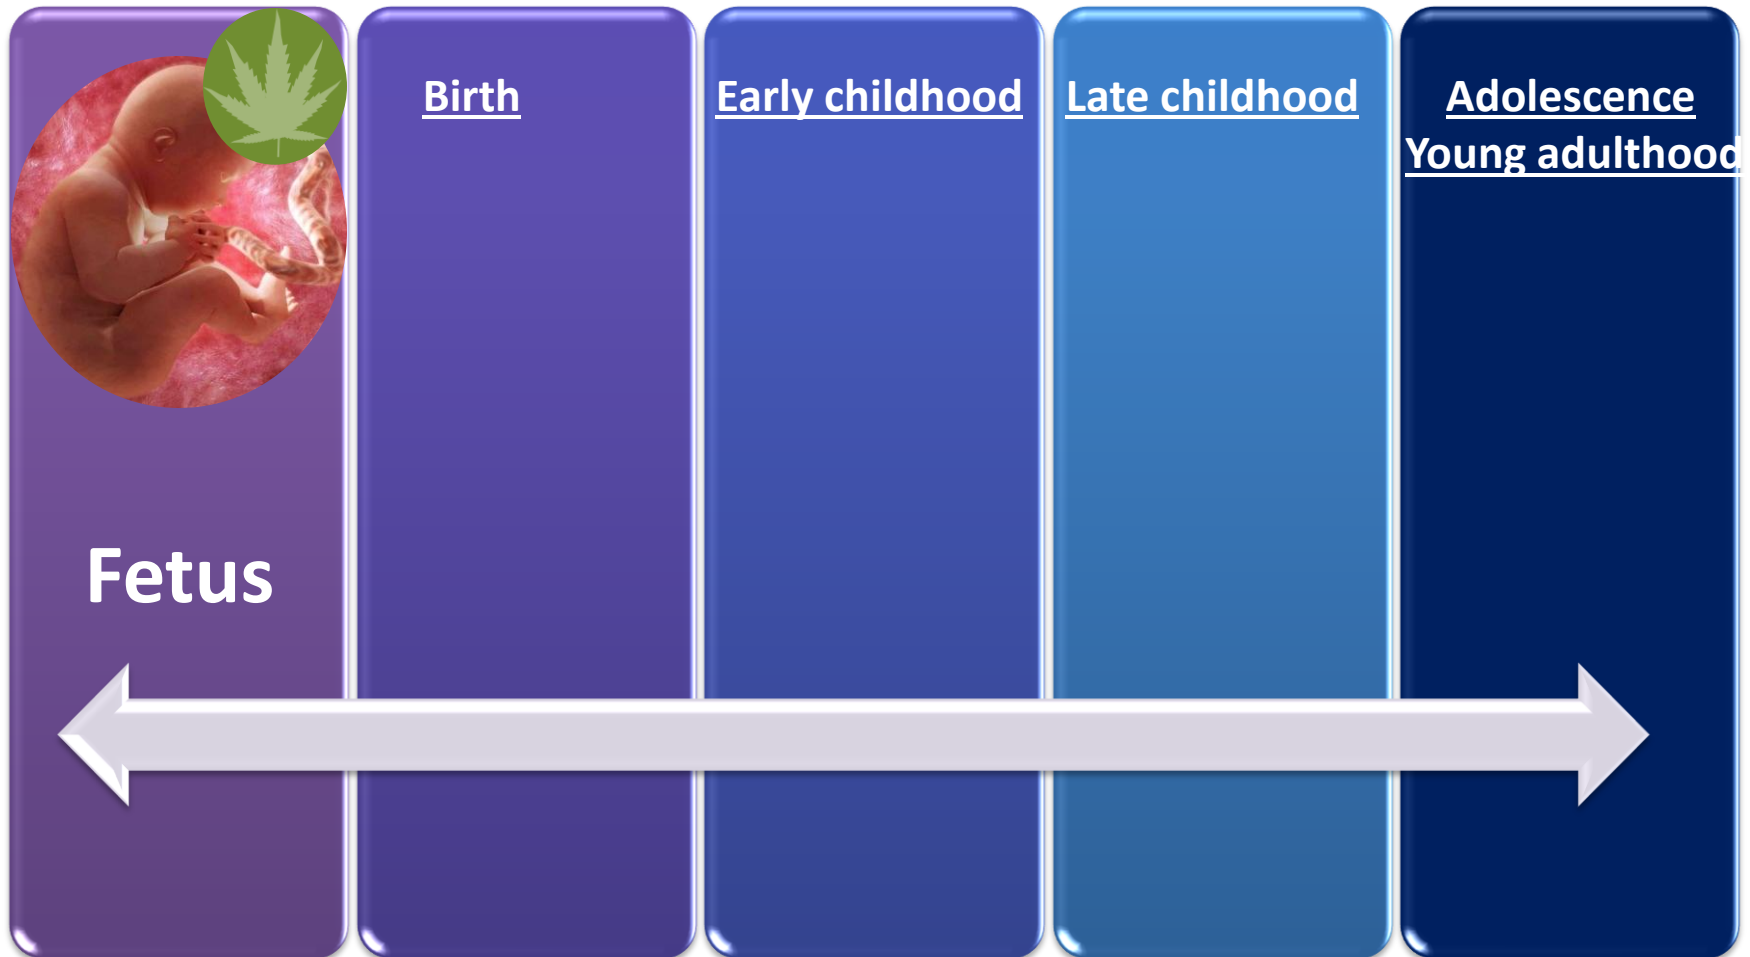 Fetus
Birth
Early childhood
Late childhood
Adolescence
Young adulthood